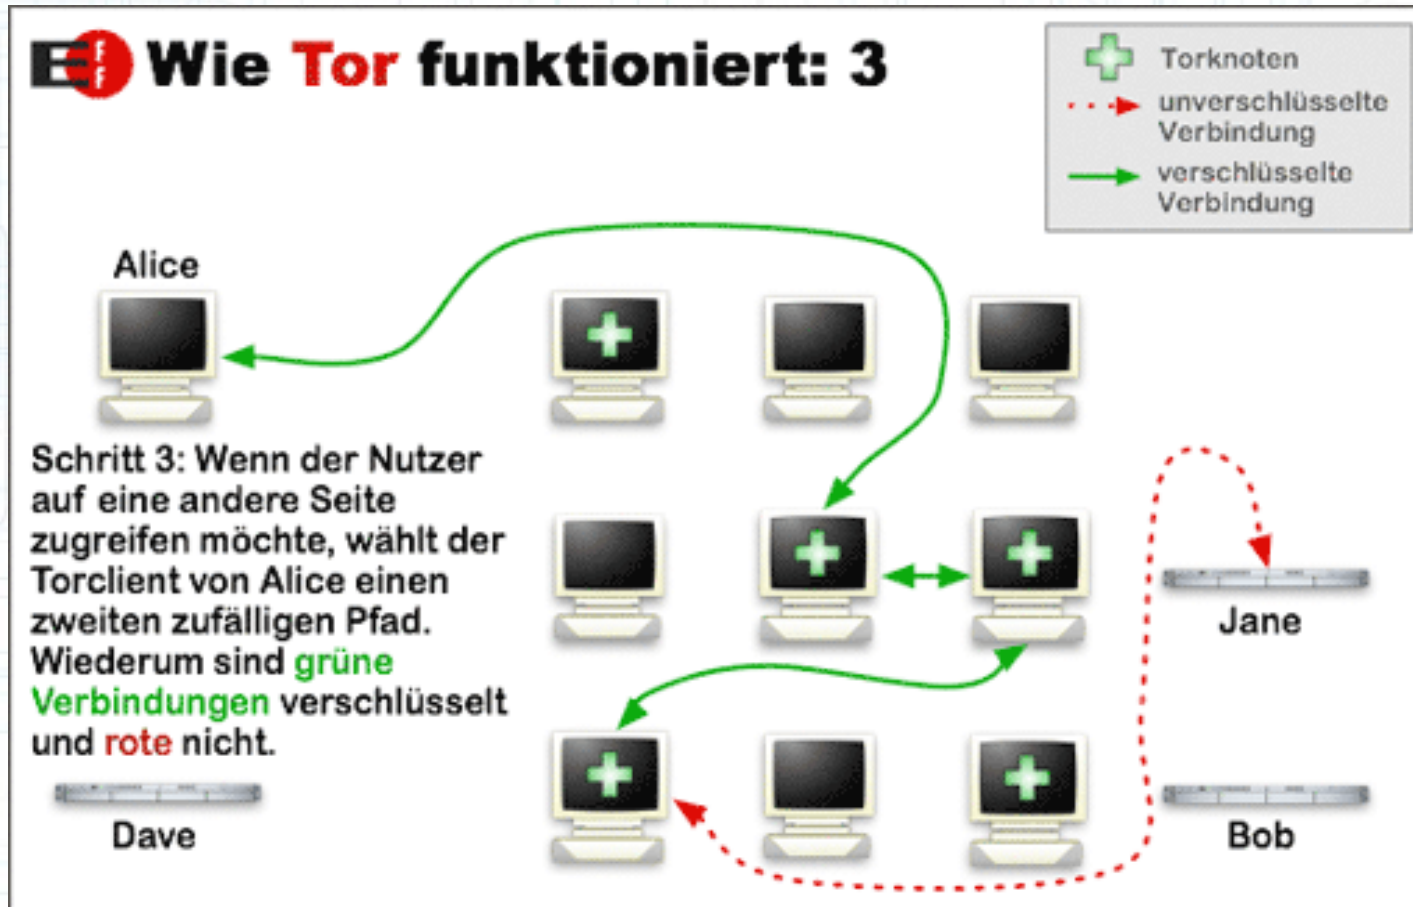 EFF Wie Tor funktioniert: 3
Torknoten
unverschlüsselte
Verbindung
verschlüsselte
Verbindung
Alice
Schritt 3: Wenn der Nutzer
auf eine andere Seite
zugreifen möchte, wählt der
Torclient von Alice einen
zweiten zufälligen Pfad.
Wiederum sind grüne
Verbindungen verschlüsselt
und rote nicht.
Jane
Dave
Bob